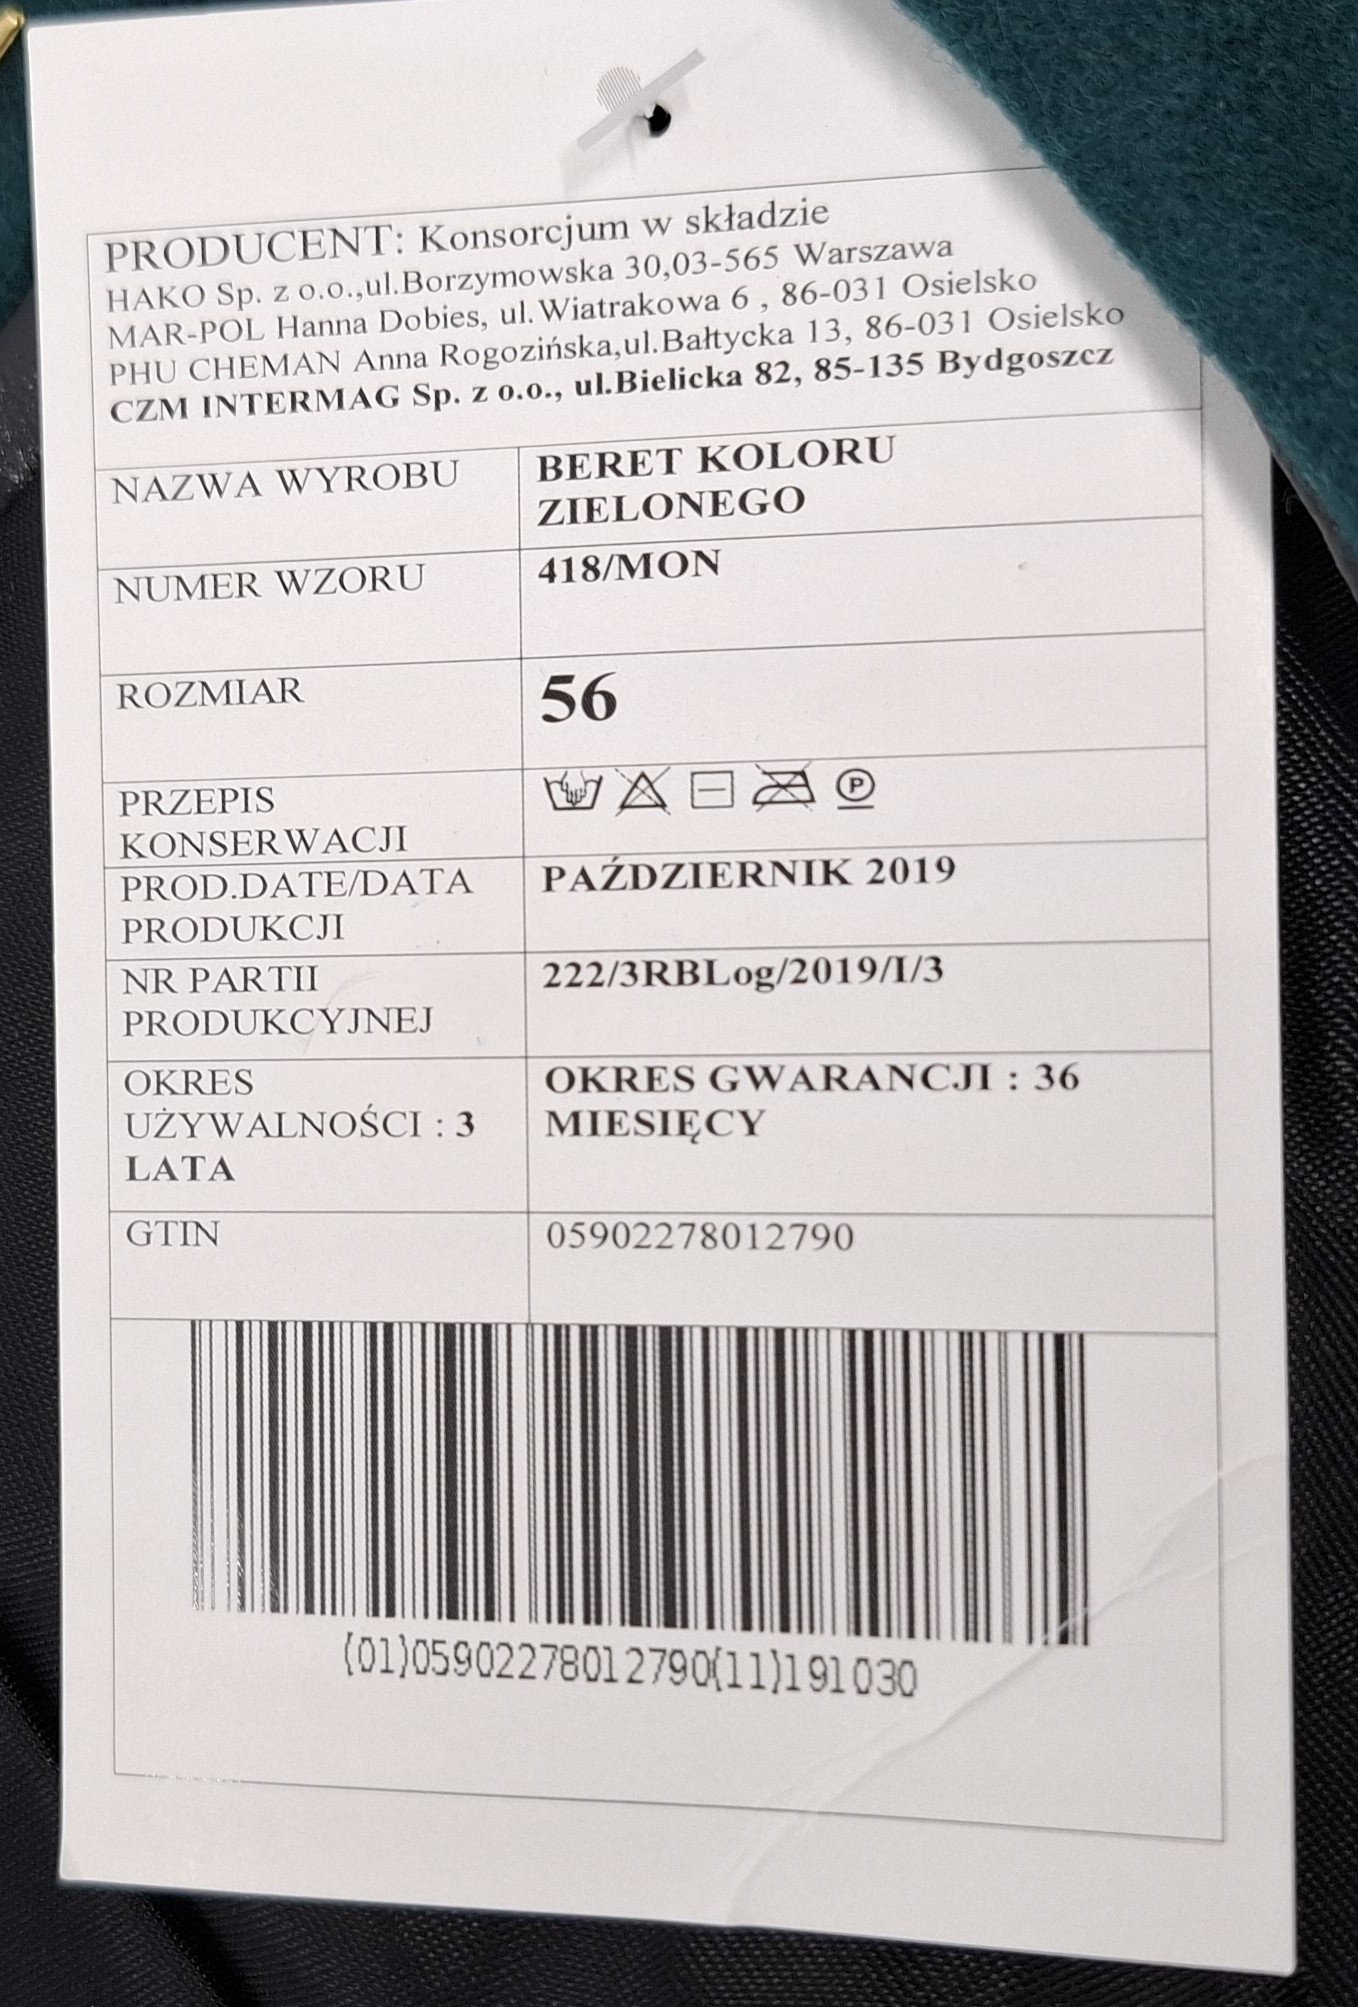 PRODUCENT: Konsorcjum w składzie
HAKO Sp. z o.o.,ul.Borzymowska 30,03-565 Warszawa
MAR-POL Hanna Dobies, ul.Wiatrakowa 6 , 86-031 Osielsko
PHU CHEMAN Anna Rogozińska,ul.Bałtycka 13, 86-031 Osielsko
CZM INTERMAG Sp. z o.o., ul.Bielicka 82, 85-135 Bydgoszcz
NAZWA WYROBU
BERET KOLORU
ZIELONEGO
NUMER WZORU
418/MON
ROZMIAR
56
PRZEPIS
KONSERWACJI
P
PROD.DATE/DATA
PRODUKCJI
PAŹDZIERNIK 2019
NR PARTII
PRODUKCYJNEJ
222/3RBLog/2019/I/3
OKRES
UŻYWALNOŚCI : 3
LATA
OKRES GWARANCJI : 36
MIESIĘCY
GTIN
05902278012790
(01)05902278012790(11)191030